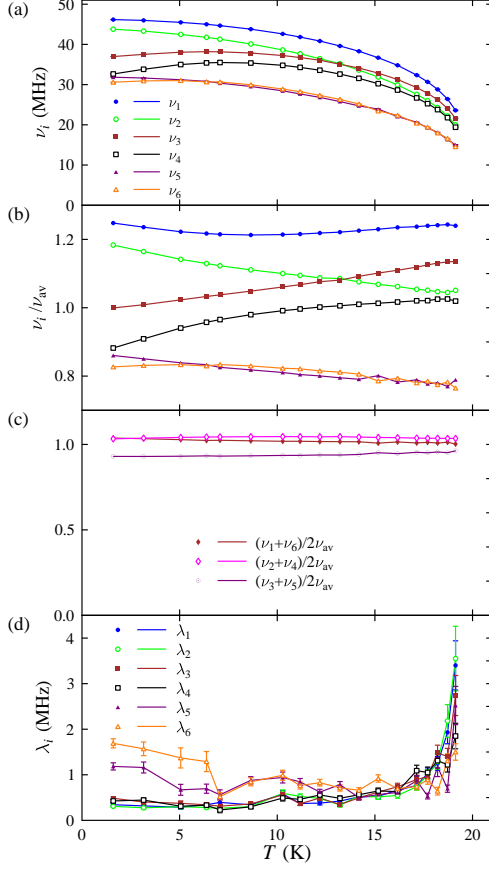 (a)
50
40
30
20
10
0
ν_i (MHz)
ν_1
ν_2
ν_3
ν_4
ν_5
ν_6
(b)
1.2
1.0
0.8
ν_i /ν_av
(c)
1.0
0.5
0.0
(ν_1+ν_6)/2ν_av
(ν_2+ν_4)/2ν_av
(ν_3+ν_5)/2ν_av
(d)
4
3
2
1
0
λ_i (MHz)
λ_1
λ_2
λ_3
λ_4
λ_5
λ_6
0 5 10 15 20
T (K)